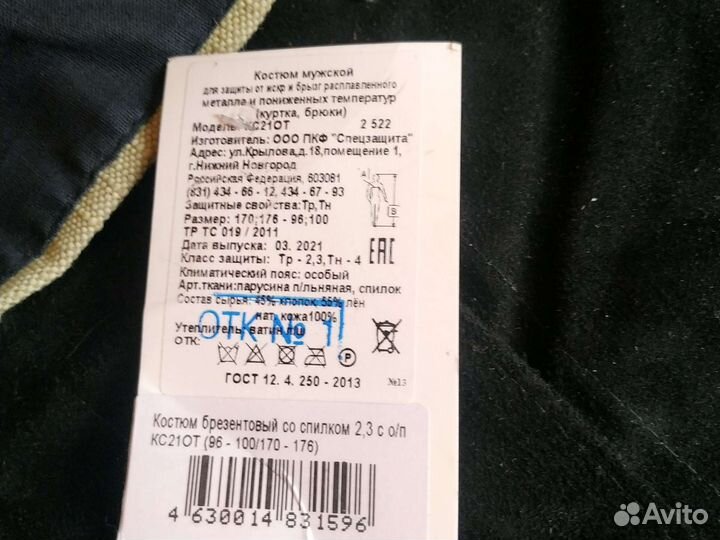 Костюм мужской
для защиты от искр и брызг расплавленного
металла и пониженных температур
(куртка, брюки)
Модель: КС21ОТ 2 522
Изготовитель: ООО ПКФ "Спецзащита"
Адрес: ул.Крылова,д.18,помещение 1,
г.Нижний Новгород
Российская Федерация, 603081
(831) 434 - 66 - 12, 434 - 67 - 93
Защитные свойства:Тр,Тн
Размер: 170;176 - 96;100
ТР ТС 019 / 2011
Дата выпуска: 03. 2021
Класс защиты: Тр - 2,3,Тн - 4
Климатический пояс: особый
Арт.ткани:парусина п/льняная, спилок
Состав сырья: 45% хлопок 55% лён
нат. кожа100%
Утеплитель: ватин п/ш
ОТК:
ОТК № 1
S
EAC
P
ГОСТ 12. 4. 250 - 2013 №13
Костюм брезентовый со спилком 2,3 с о/п
КС21ОТ (96 - 100/170 - 176)
4 630014 831596
Avito